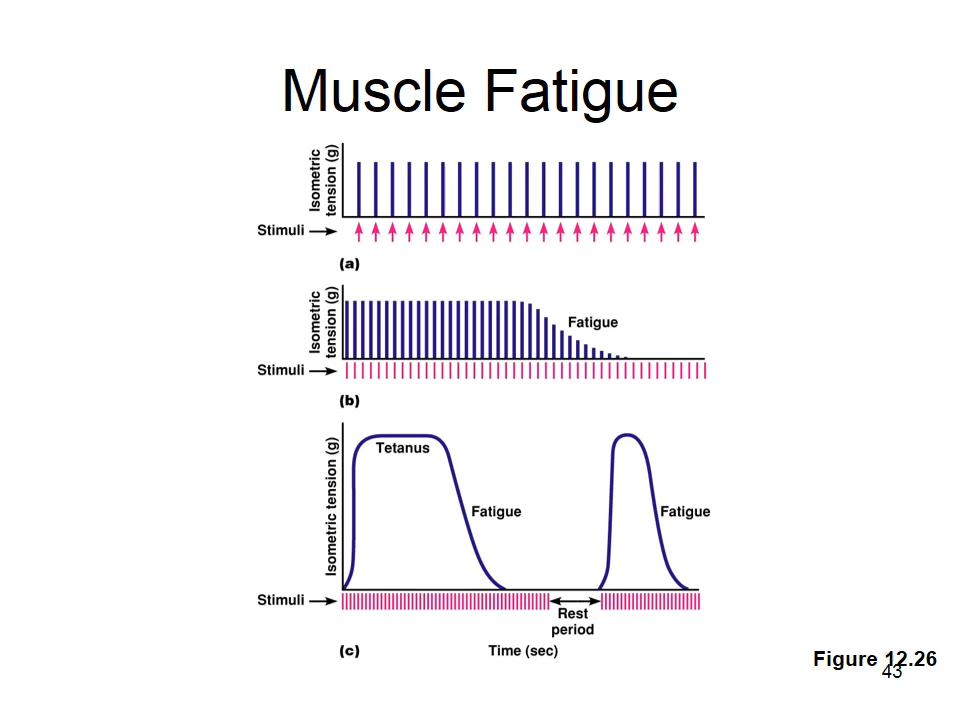 Muscle Fatigue
Isometric
tension (g)
Stimuli
(a)
Isometric
tension (g)
Fatigue
Stimuli
(b)
Isometric tension (g)
Tetanus
Fatigue
Fatigue
Stimuli
Rest
period
(c)
Time (sec)
Figure 12.26
43